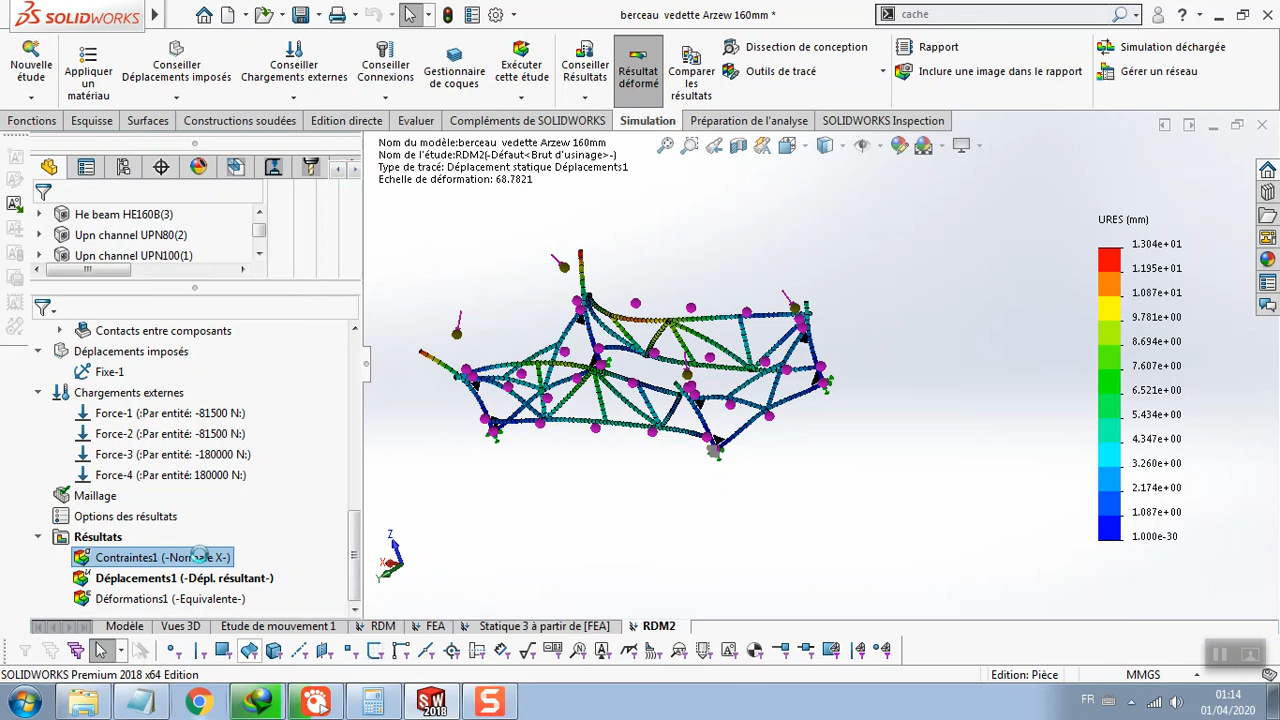 SOLIDWORKS
berceau vedette Arzew 160mm *
cache
?
Nouvelle étude
Appliquer un matériau
Conseiller Déplacements imposés
Conseiller Chargements externes
Conseiller Connexions
Gestionnaire de coques
Exécuter cette étude
Conseiller Résultats
Résultat déformé
Comparer les résultats
Dissection de conception
Outils de tracé
Rapport
Inclure une image dans le rapport
Simulation déchargée
Gérer un réseau
Fonctions
Esquisse
Surfaces
Constructions soudées
Edition directe
Evaluer
Compléments de SOLIDWORKS
Simulation
Préparation de l'analyse
SOLIDWORKS Inspection
Nom du modèle:berceau vedette Arzew 160mm
Nom de l'étude:RDM2(-Défaut<Brut d'usinage>-)
Type de tracé: Déplacement statique Déplacements1
Echelle de déformation: 68.7821
He beam HE160B(3)
Upn channel UPN80(2)
Upn channel UPN100(1)
Contacts entre composants
Déplacements imposés
Fixe-1
Chargements externes
Force-1 (:Par entité: -81500 N:)
Force-2 (:Par entité: -81500 N:)
Force-3 (:Par entité: -180000 N:)
Force-4 (:Par entité: 180000 N:)
Maillage
Options des résultats
Résultats
Contraintes1 (-Normale X-)
Déplacements1 (-Dépl. résultant-)
Déformations1 (-Equivalente-)
URES (mm)
1.304e+01
1.195e+01
1.087e+01
9.781e+00
8.694e+00
7.607e+00
6.521e+00
5.434e+00
4.347e+00
3.260e+00
2.174e+00
1.087e+00
1.000e-30
Z
X
Y
Modèle
Vues 3D
Etude de mouvement 1
RDM
FEA
Statique 3 à partir de [FEA]
RDM2
SOLIDWORKS Premium 2018 x64 Edition
Edition: Pièce
MMGS
SW
2018
S
FR
01:14
01/04/2020